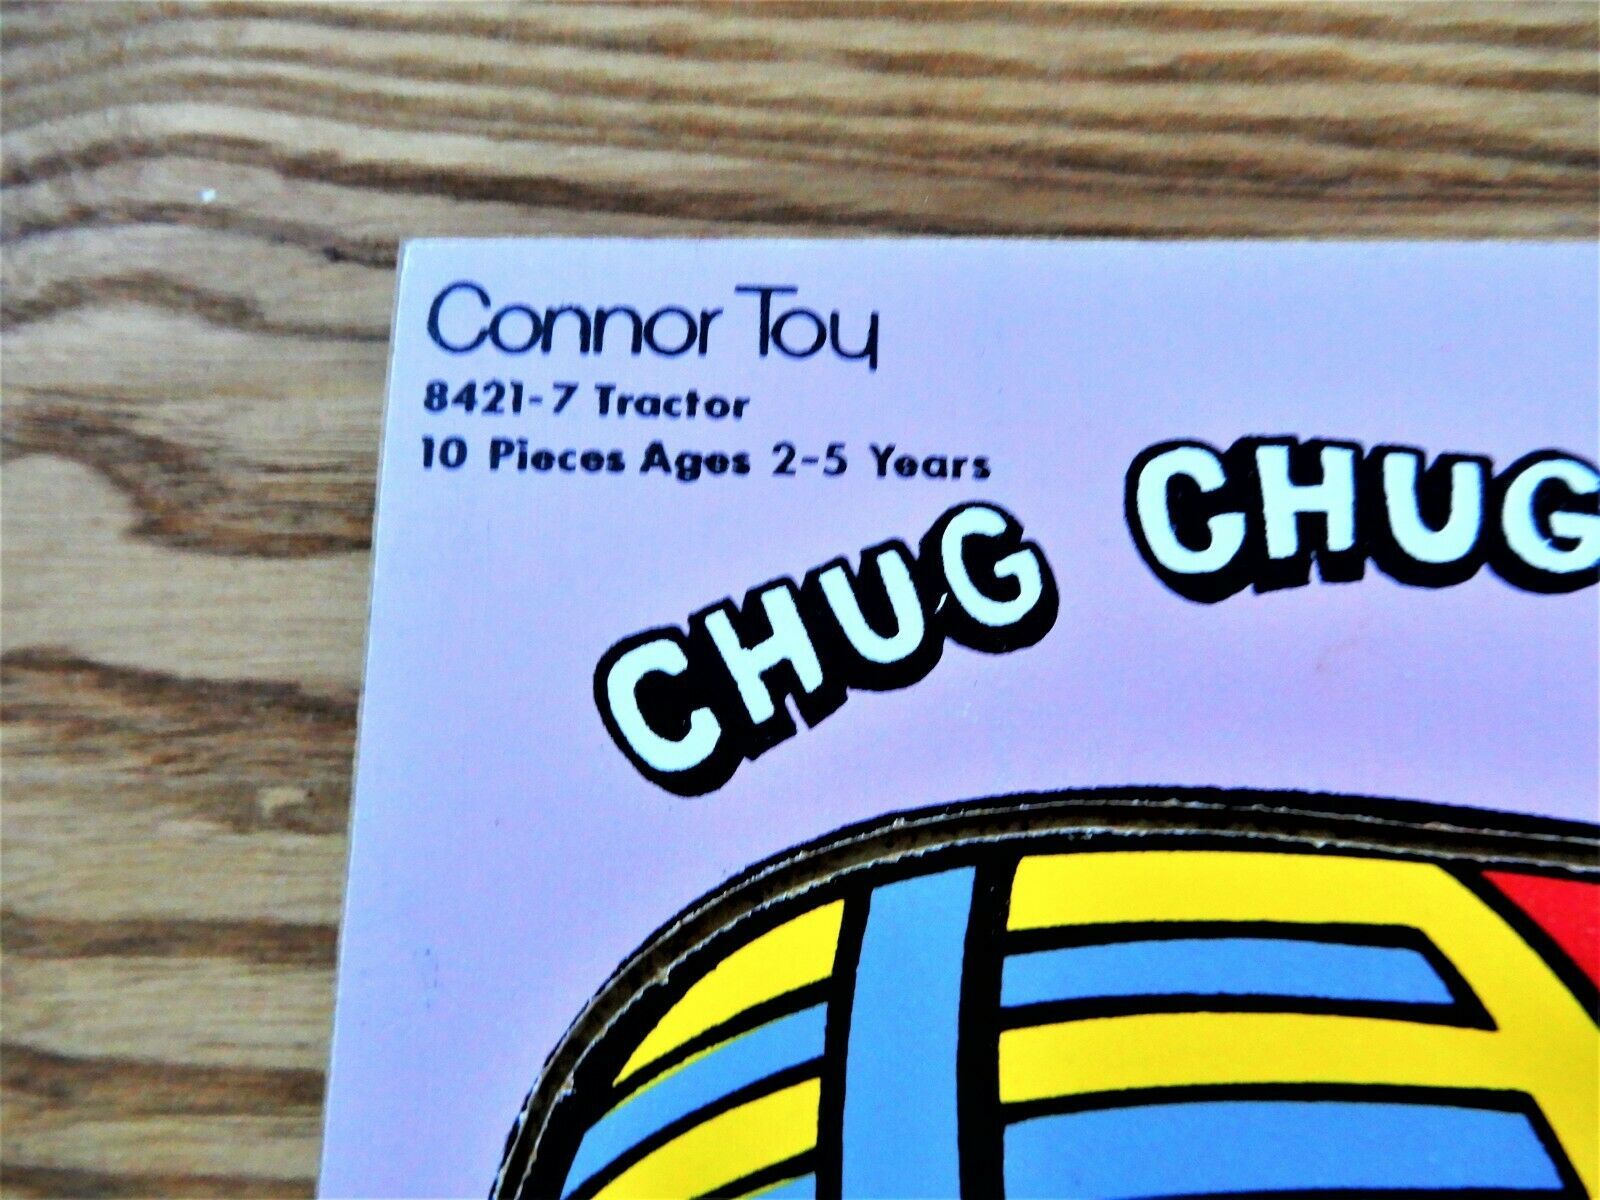 Connor Toy
8421-7 Tractor
10 Pieces Ages 2-5 Years
CHUG CHUG